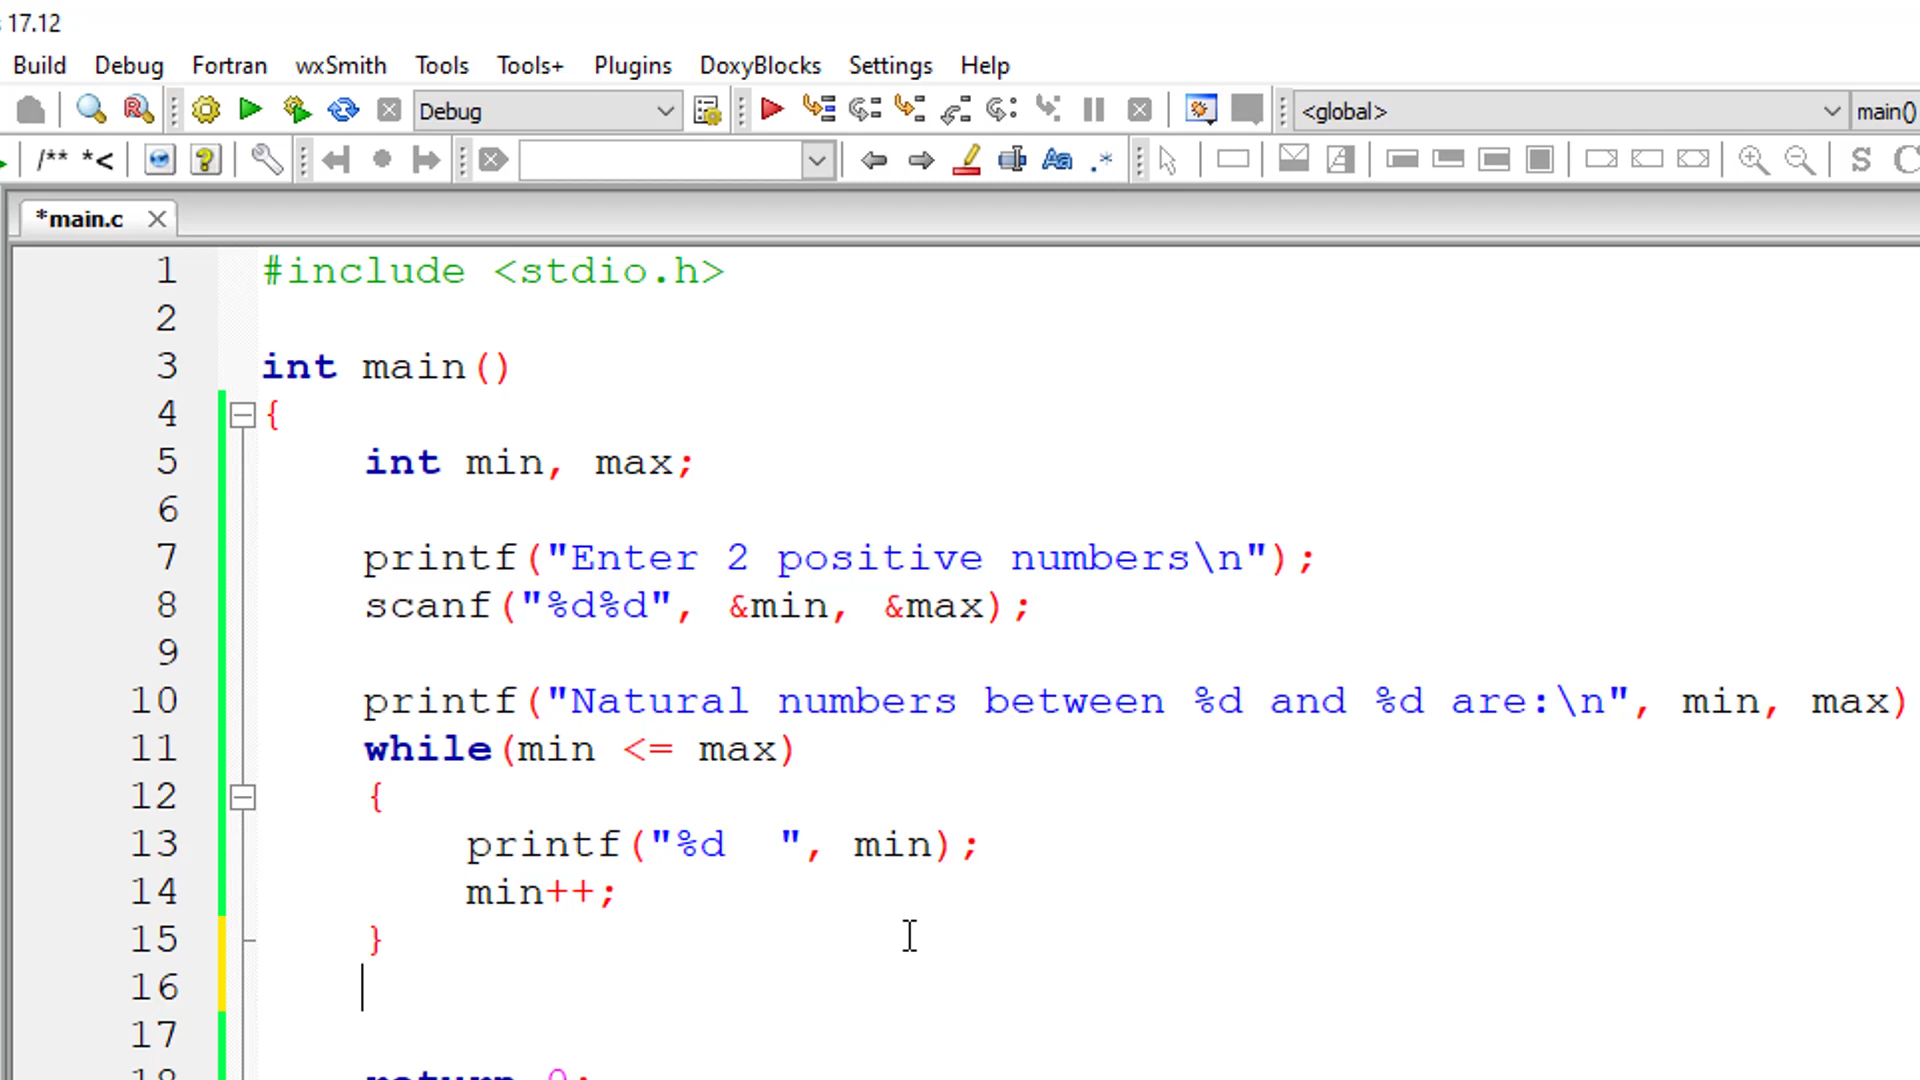 17.12
Build Debug Fortran wxSmith Tools Tools+ Plugins DoxyBlocks Settings Help
Debug <global> main()
/** *<
*main.c
1 #include <stdio.h>
2
3 int main()
4 {
5 int min, max;
6
7 printf("Enter 2 positive numbers\n");
8 scanf("%d%d", &min, &max);
9
10 printf("Natural numbers between %d and %d are:\n", min, max)
11 while(min <= max)
12 {
13 printf("%d  ", min);
14 min++;
15 }
16
17
18 return 0;